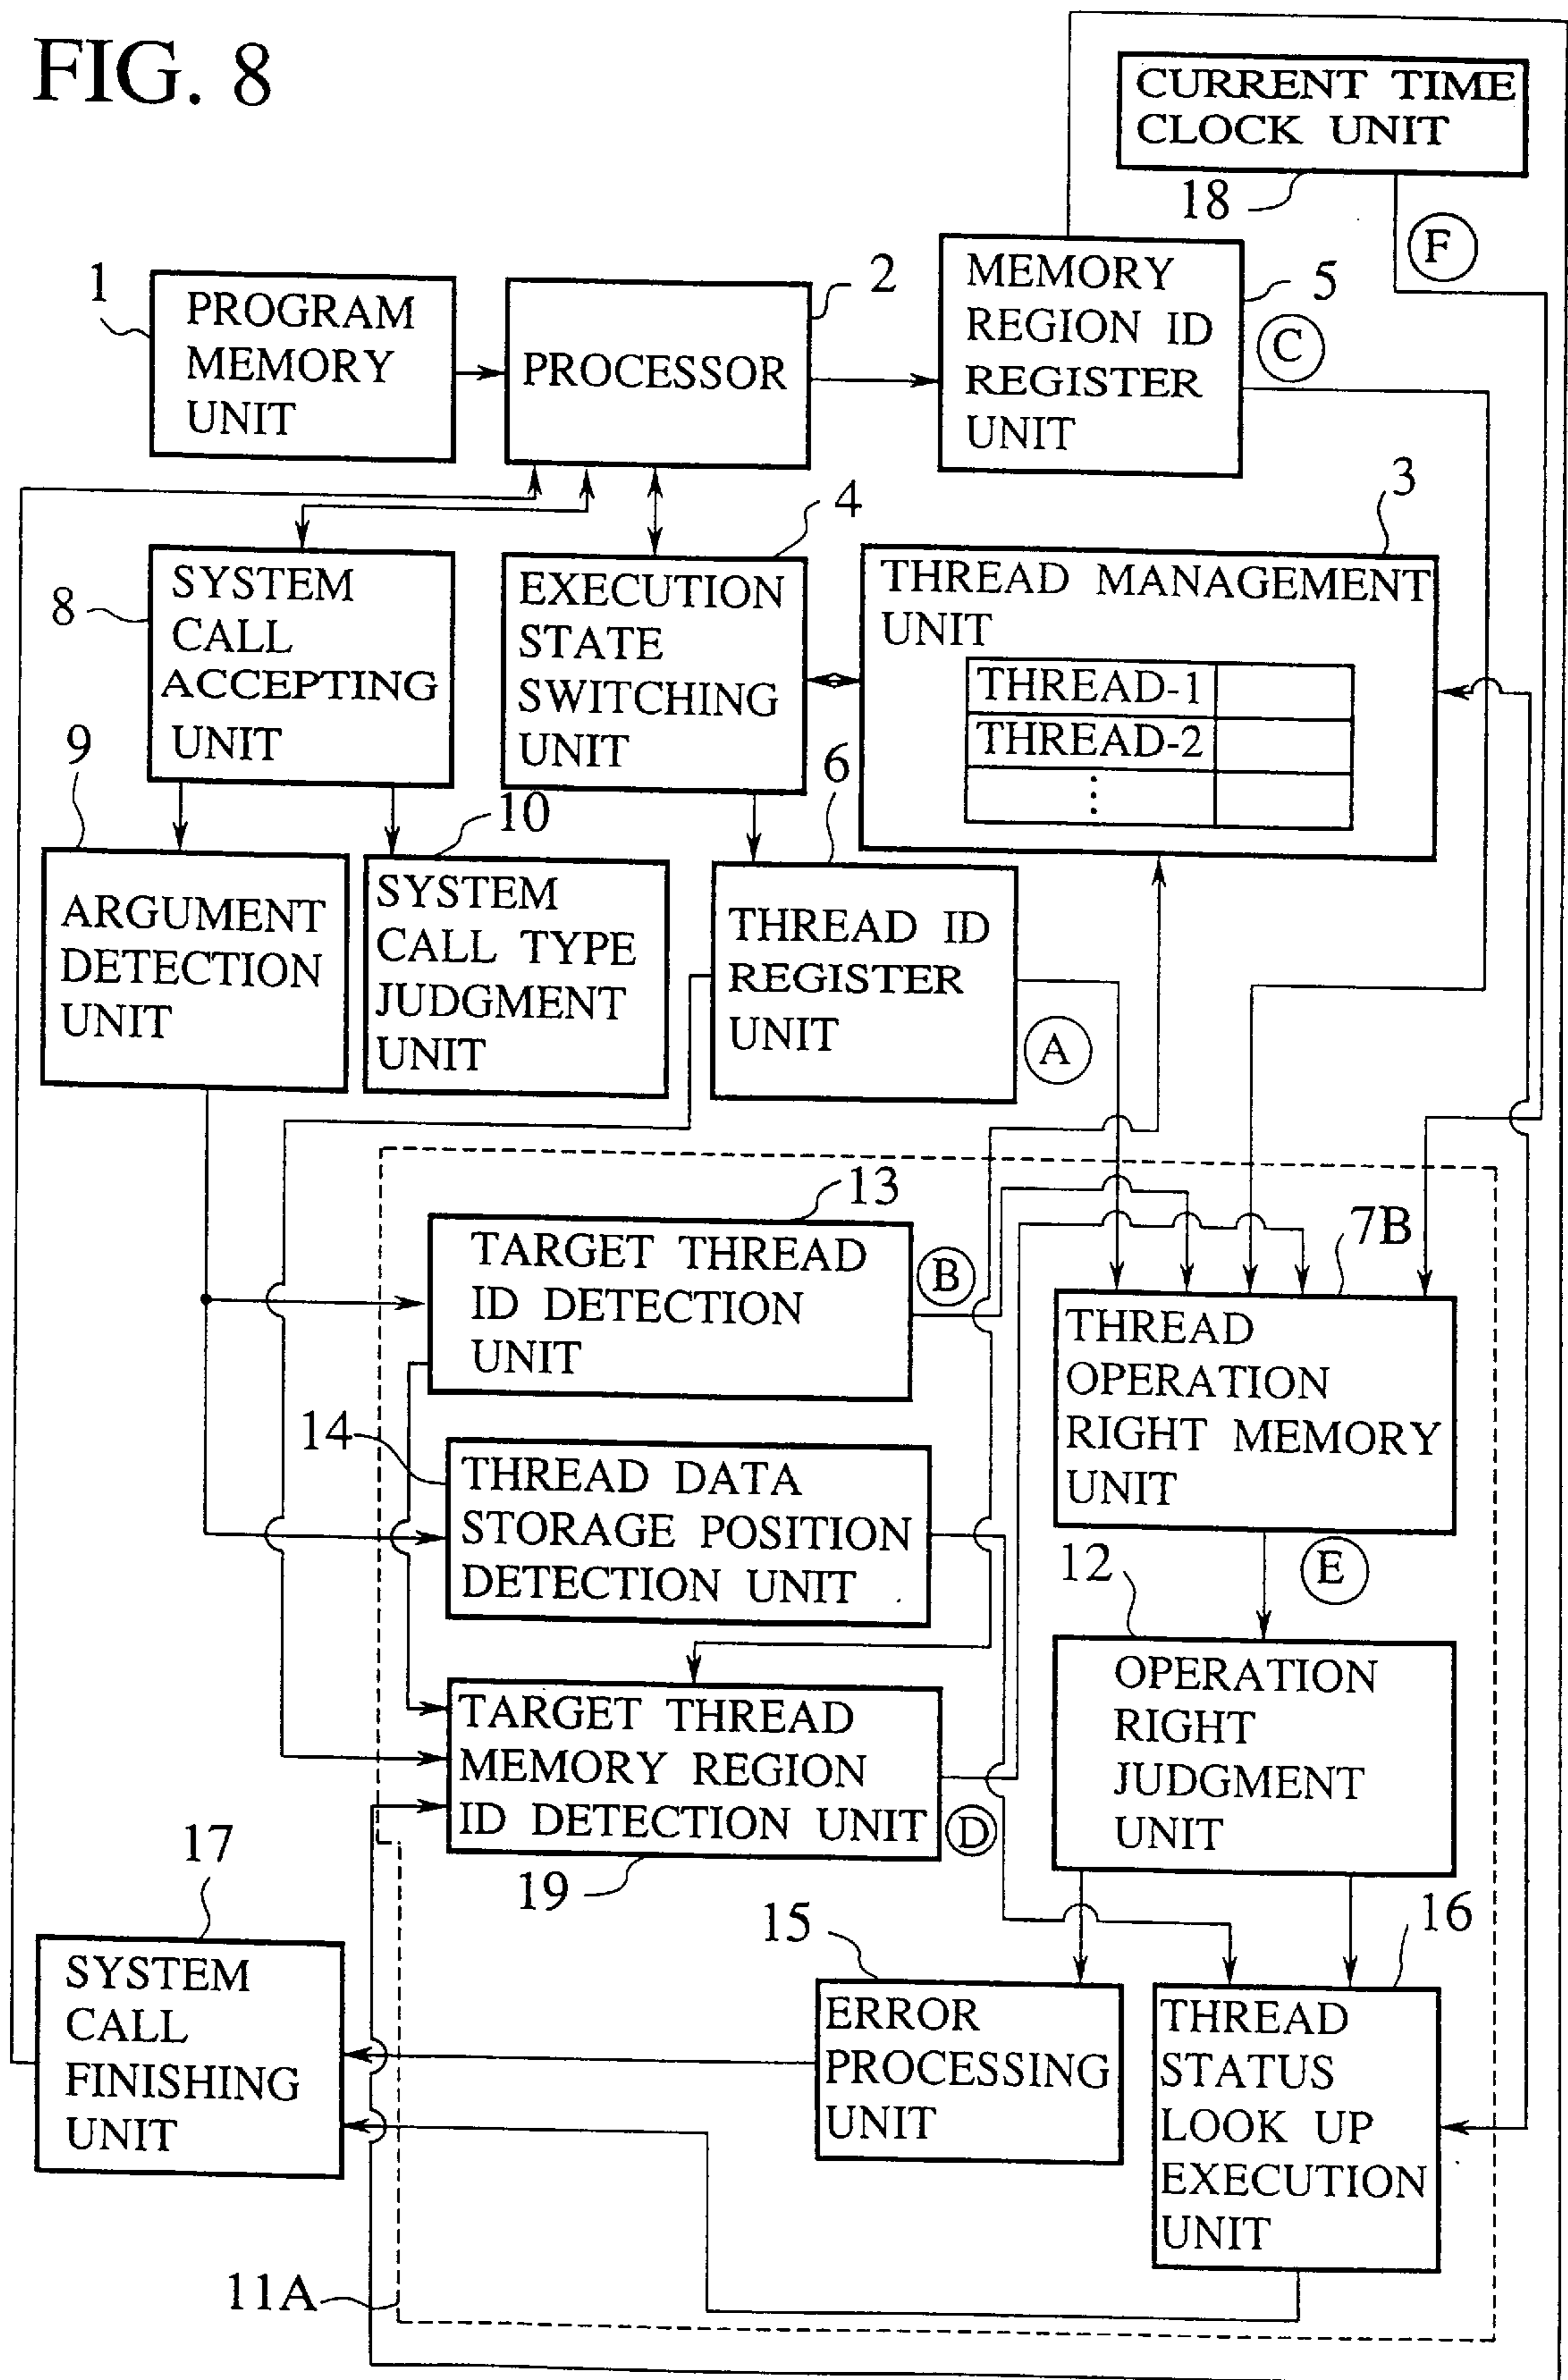 FIG. 8
CURRENT TIME
CLOCK UNIT
18
F
1
PROGRAM
MEMORY
UNIT
2
PROCESSOR
MEMORY
REGION ID
REGISTER
UNIT
5
C
3
4
8
SYSTEM
CALL
ACCEPTING
UNIT
EXECUTION
STATE
SWITCHING
UNIT
THREAD MANAGEMENT
UNIT
THREAD-1
THREAD-2
⋮
9
10
6
ARGUMENT
DETECTION
UNIT
SYSTEM
CALL TYPE
JUDGMENT
UNIT
THREAD ID
REGISTER
UNIT
A
13
TARGET THREAD
ID DETECTION
UNIT
B
7B
THREAD
OPERATION
RIGHT MEMORY
UNIT
14
THREAD DATA
STORAGE POSITION
DETECTION UNIT
12
E
TARGET THREAD
MEMORY REGION
ID DETECTION UNIT
D
19
OPERATION
RIGHT
JUDGMENT
UNIT
17
SYSTEM
CALL
FINISHING
UNIT
15
ERROR
PROCESSING
UNIT
16
THREAD
STATUS
LOOK UP
EXECUTION
UNIT
11A